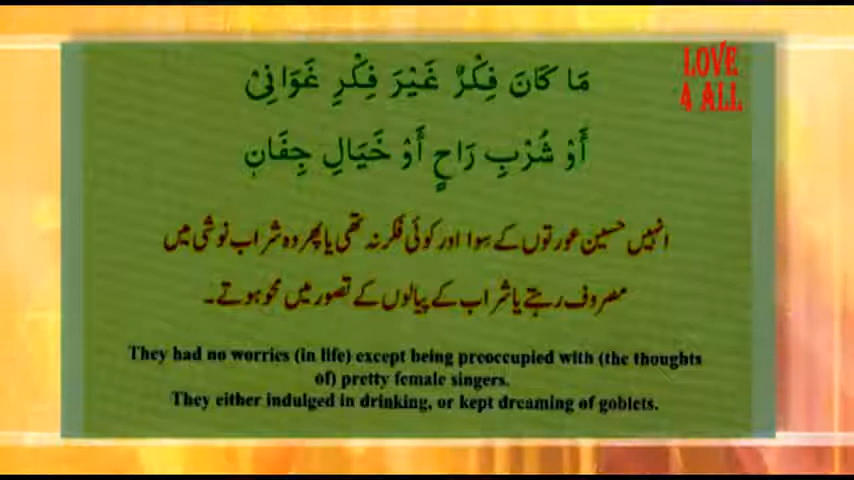 مَا كَانَ فِكْرٌ غَيْرَ فِكْرِ غَوَانِيْ
أَوْ شُرْبِ رَاحٍ أَوْ خَيَالِ جِفَانٖ
LOVE
4 ALL
انہیں حسین عورتوں کے سِوا اور کوئی فکر نہ تھی یا پھر وہ شراب نوشی میں
مصروف رہتے یا شراب کے پیالوں کے تصور میں محو ہوتے۔
They had no worries (in life) except being preoccupied with (the thoughts
of) pretty female singers.
They either indulged in drinking, or kept dreaming of goblets.